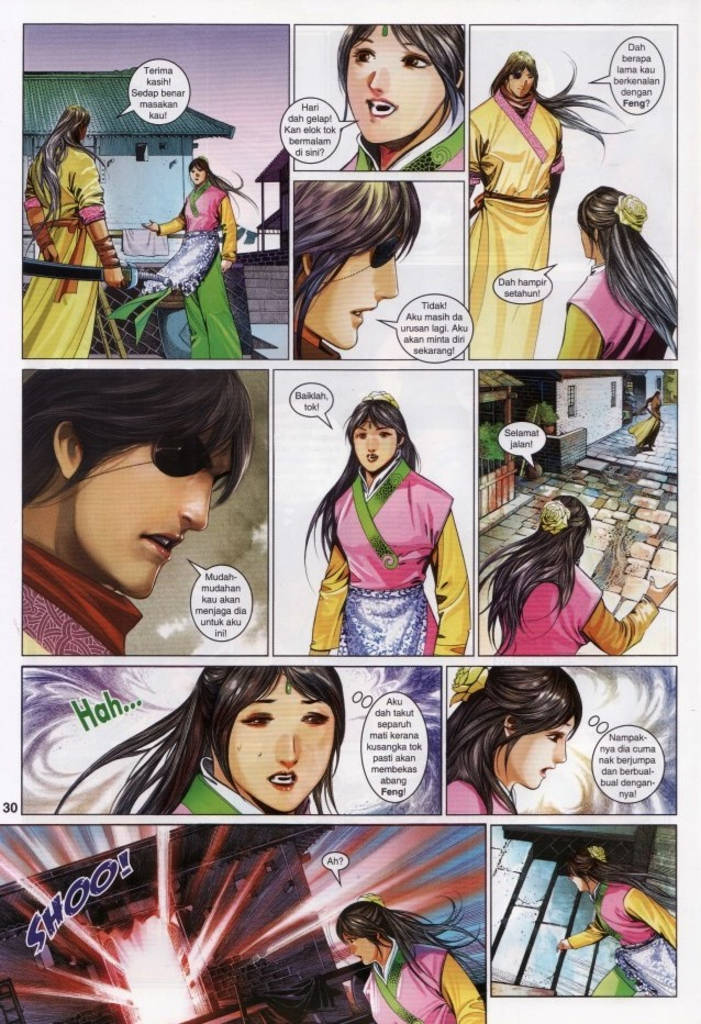 Terima
kasih!
Sedap benar
masakan
kau!
Hari
dah gelap!
Kan elok tok
bermalam
di sini?
Tidak!
Aku masih da
urusan lagi. Aku
akan minta diri
sekarang!
Dah
berapa
lama kau
berkenalan
dengan
Feng?
Dah hampir
setahun!
Mudah-
mudahan
kau akan
menjaga dia
untuk aku
ini!
Baiklah,
tok!
Selamat
jalan!
Hah...
Aku
dah takut
separuh
mati kerana
kusangka tok
pasti akan
membekas
abang
Feng!
Nampak-
nya dia cuma
nak berjumpa
dan berbual-
bual dengan-
nya!
30
SHOO!
Ah?